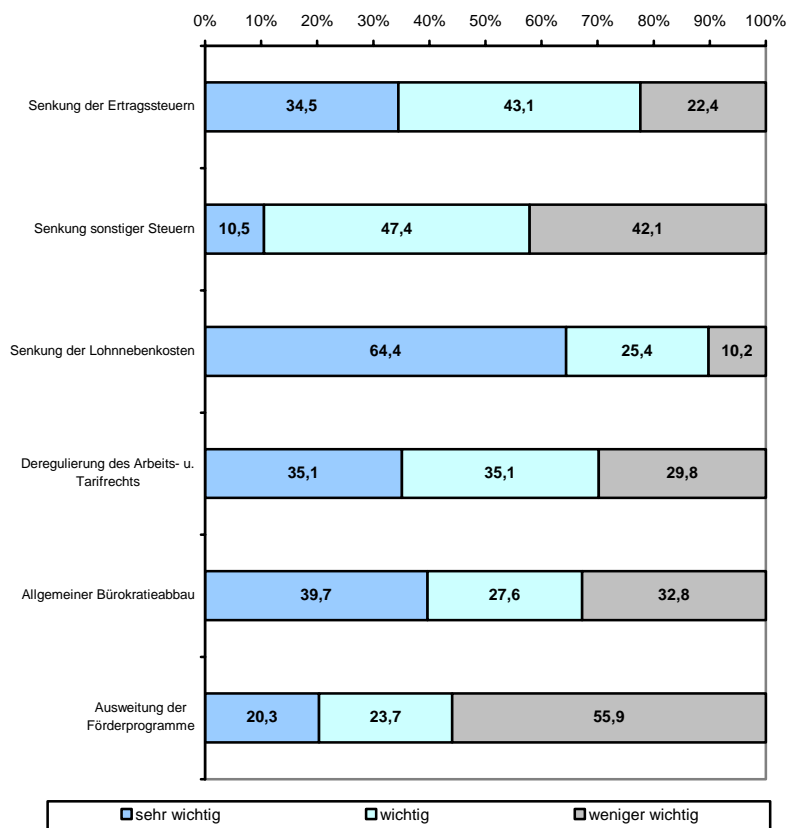 0% 10% 20% 30% 40% 50% 60% 70% 80% 90% 100%
Senkung der Ertragssteuern 34,5 43,1 22,4
Senkung sonstiger Steuern 10,5 47,4 42,1
Senkung der Lohnnebenkosten 64,4 25,4 10,2
Deregulierung des Arbeits- u.
Tarifrechts
35,1 35,1 29,8
Allgemeiner Bürokratieabbau 39,7 27,6 32,8
Ausweitung der
Förderprogramme
20,3 23,7 55,9
sehr wichtig wichtig weniger wichtig